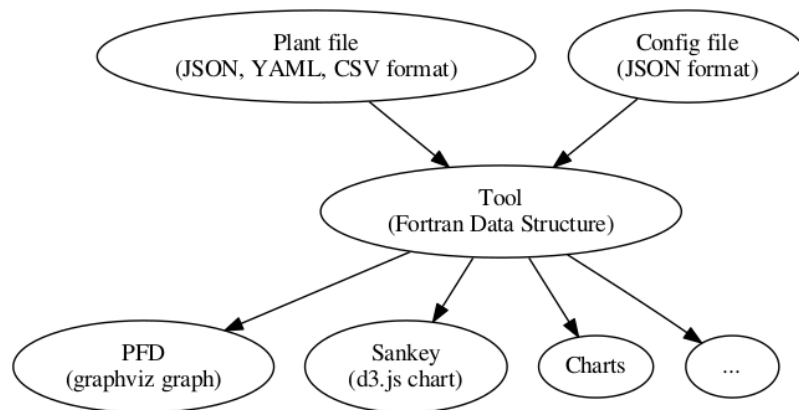 Plant file
(JSON, YAML, CSV format)
Config file
(JSON format)
Tool
(Fortran Data Structure)
PFD
(graphviz graph)
Sankey
(d3.js chart)
Charts
...